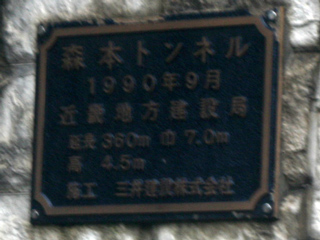 森本トンネル
1990年9月
近畿地方建設局
延長 360m 巾 7.0m
高 4.5m
施工 三井建設株式会社